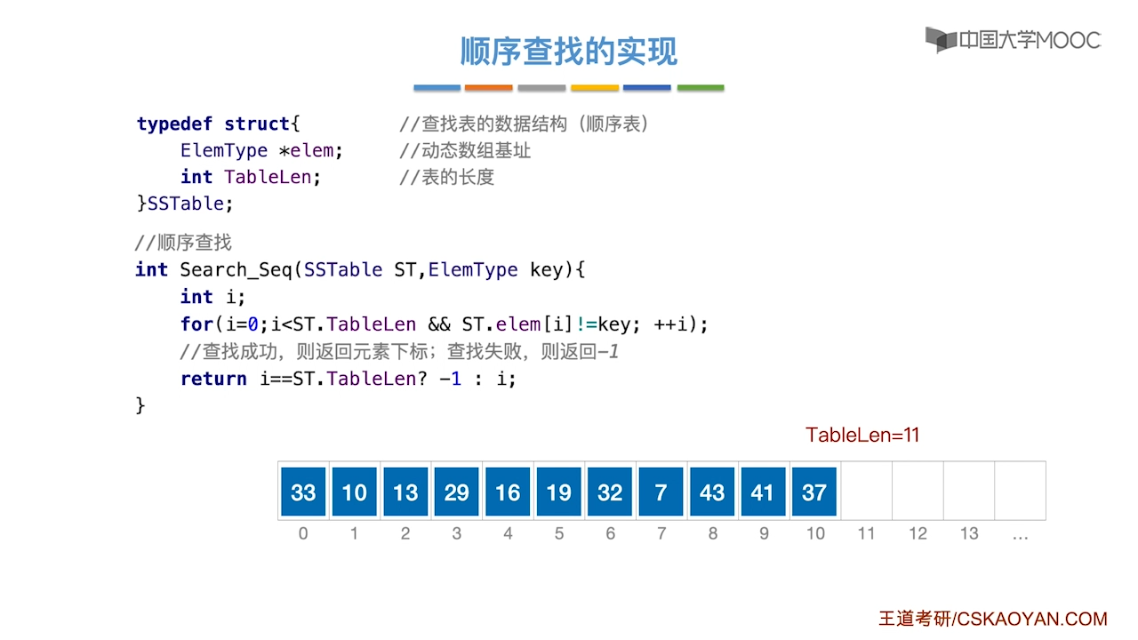 顺序查找的实现
中国大学MOOC
typedef struct{ //查找表的数据结构（顺序表）
ElemType *elem; //动态数组基址
int TableLen; //表的长度
}SSTable;
//顺序查找
int Search_Seq(SSTable ST,ElemType key){
int i;
for(i=0;i<ST.TableLen && ST.elem[i]!=key; ++i);
//查找成功，则返回元素下标；查找失败，则返回-1
return i==ST.TableLen? -1 : i;
}
TableLen=11
33 10 13 29 16 19 32 7 43 41 37
0 1 2 3 4 5 6 7 8 9 10 11 12 13 ...
王道考研/CSKAOYAN.COM